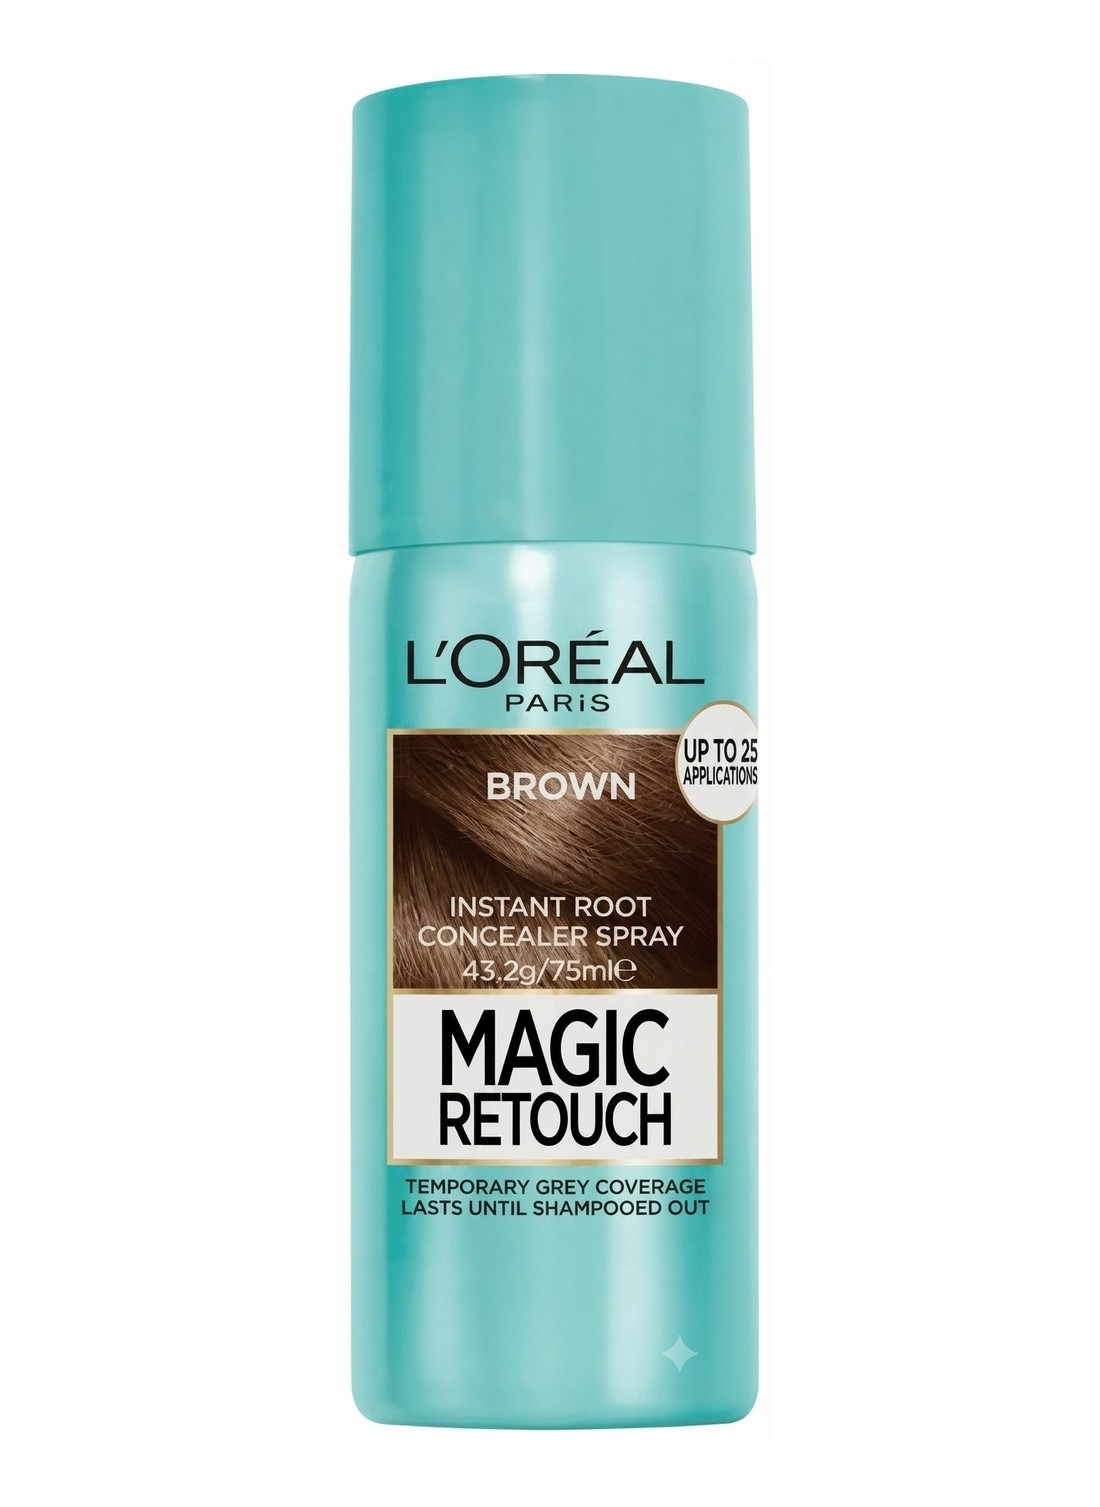 L'ORÉAL
PARiS
BROWN
UP TO 25
APPLICATIONS
INSTANT ROOT
CONCEALER SPRAY
43.2g/75ml℮
MAGIC
RETOUCH
TEMPORARY GREY COVERAGE
LASTS UNTIL SHAMPOOED OUT